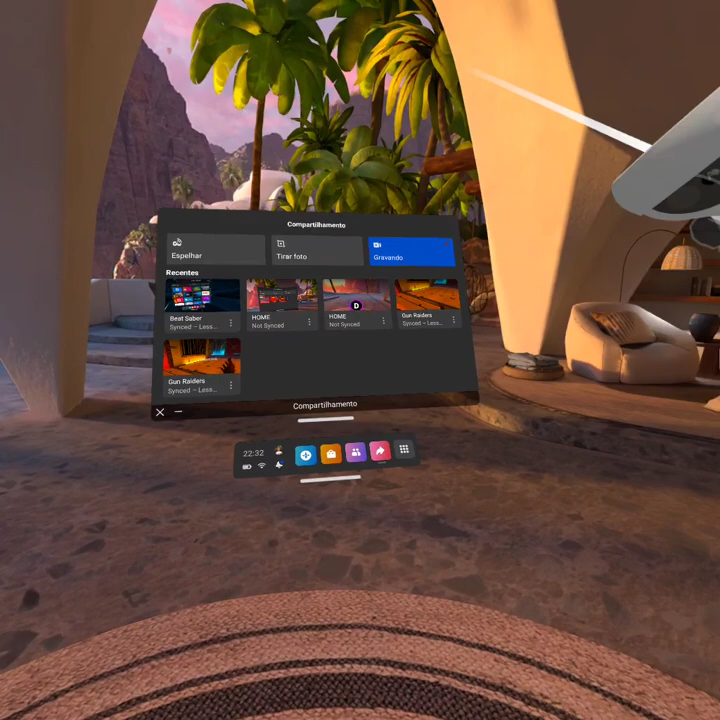 Compartilhamento
Espelhar
Tirar foto
Gravando
Recentes
Beat Saber
Synced – Less...
HOME
Not Synced
D
HOME
Not Synced
Gun Raiders
Synced – Less...
Gun Raiders
Synced – Less...
Compartilhamento
22:32